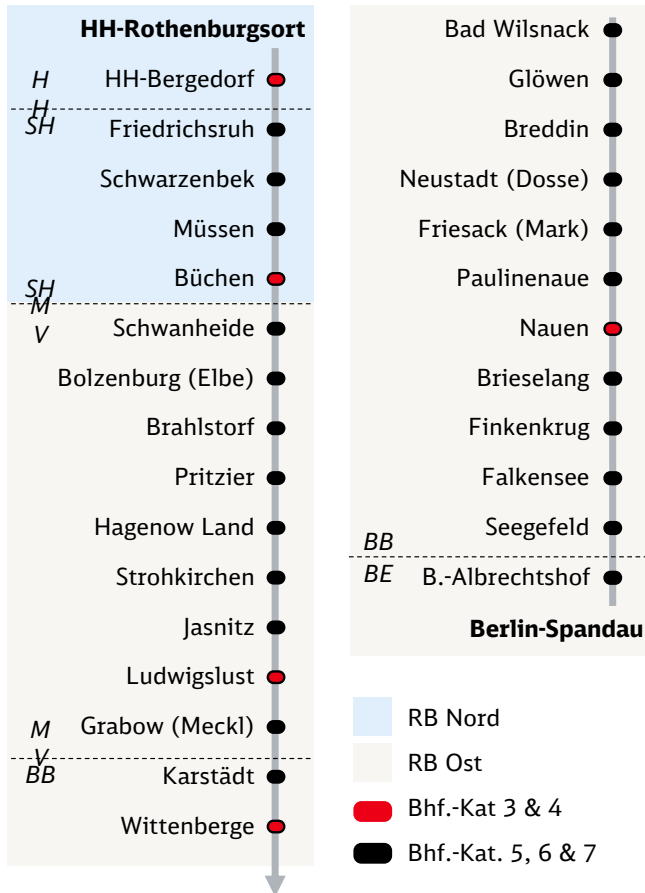 HH-Rothenburgsort
H
HH-Bergedorf
H
SH
Friedrichsruh
Schwarzenbek
Müssen
Büchen
SH
M
V
Schwanheide
Bolzenburg (Elbe)
Brahlstorf
Pritzier
Hagenow Land
Strohkirchen
Jasnitz
Ludwigslust
M
Grabow (Meckl)
V
BB
Karstädt
Wittenberge
Bad Wilsnack
Glöwen
Breddin
Neustadt (Dosse)
Friesack (Mark)
Paulinenaue
Nauen
Brieselang
Finkenkrug
Falkensee
Seegefeld
BB
BE
B.-Albrechtshof
Berlin-Spandau
RB Nord
RB Ost
Bhf.-Kat 3 & 4
Bhf.-Kat. 5, 6 & 7